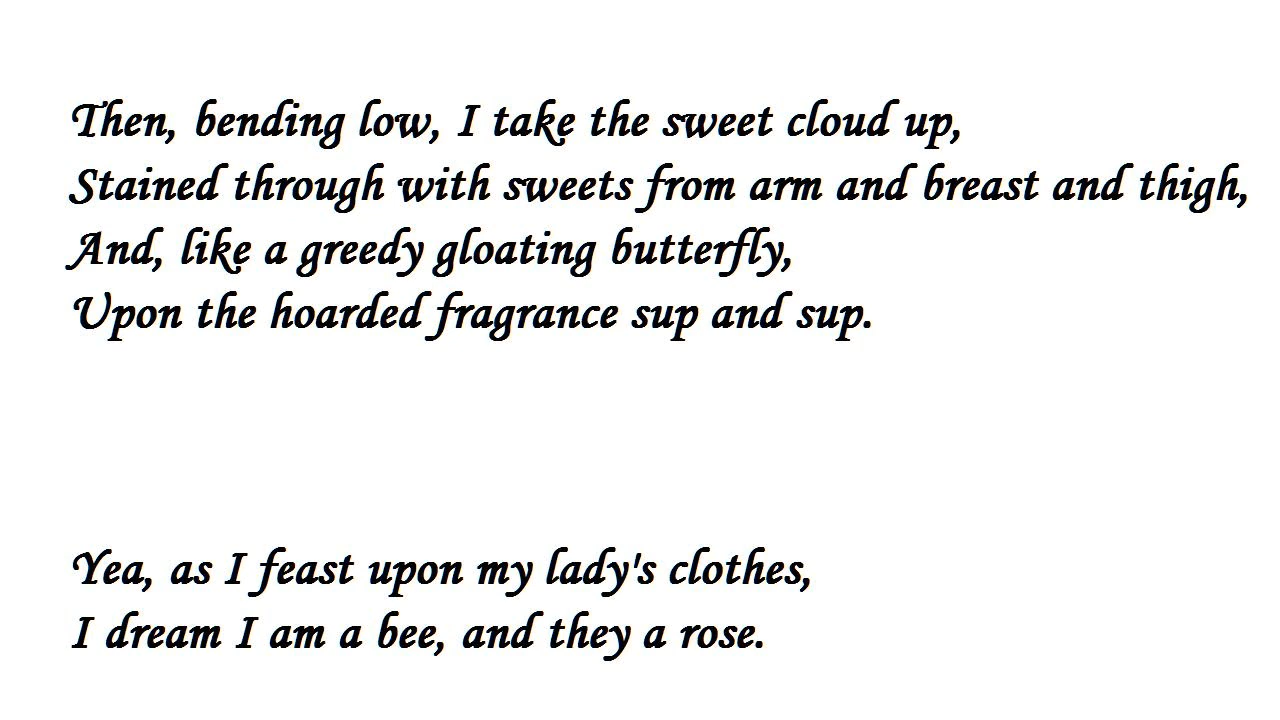 Then, bending low, I take the sweet cloud up,
Stained through with sweets from arm and breast and thigh,
And, like a greedy gloating butterfly,
Upon the hoarded fragrance sup and sup.
Yea, as I feast upon my lady's clothes,
I dream I am a bee, and they a rose.